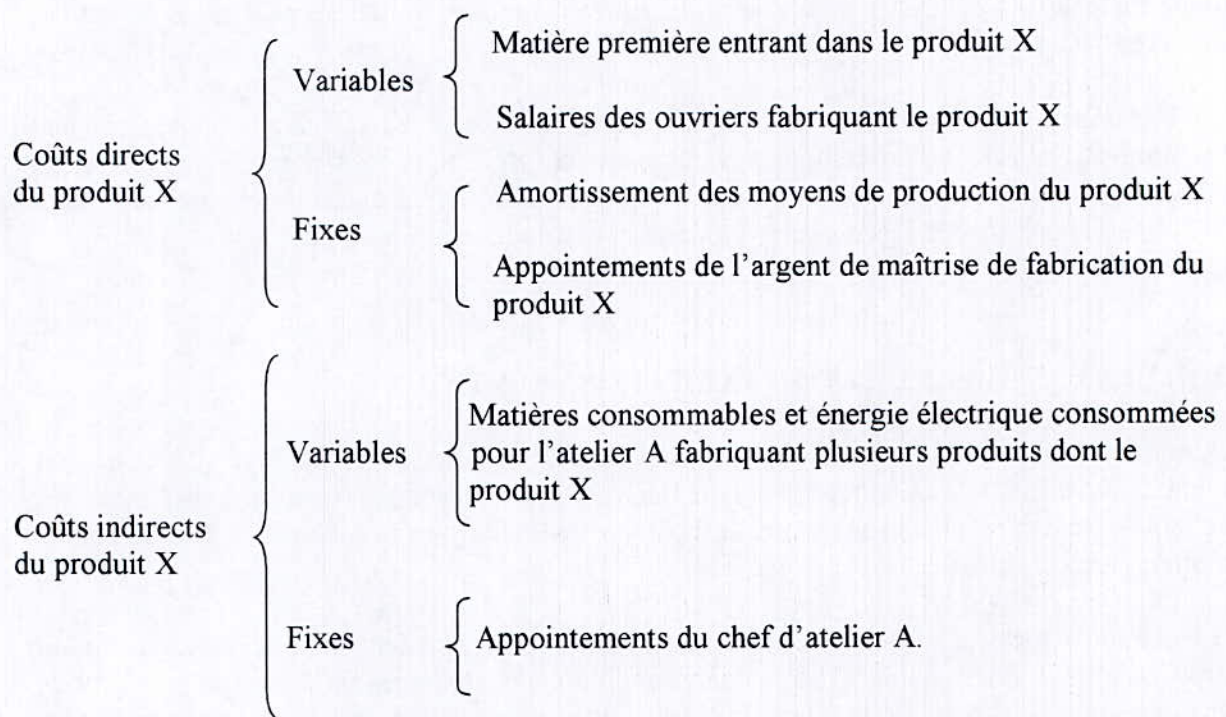 Coûts directs
du produit X
Variables
Matière première entrant dans le produit X
Salaires des ouvriers fabriquant le produit X
Fixes
Amortissement des moyens de production du produit X
Appointements de l'argent de maîtrise de fabrication du
produit X
Coûts indirects
du produit X
Variables
Matières consommables et énergie électrique consommées
pour l'atelier A fabriquant plusieurs produits dont le
produit X
Fixes
Appointements du chef d'atelier A.